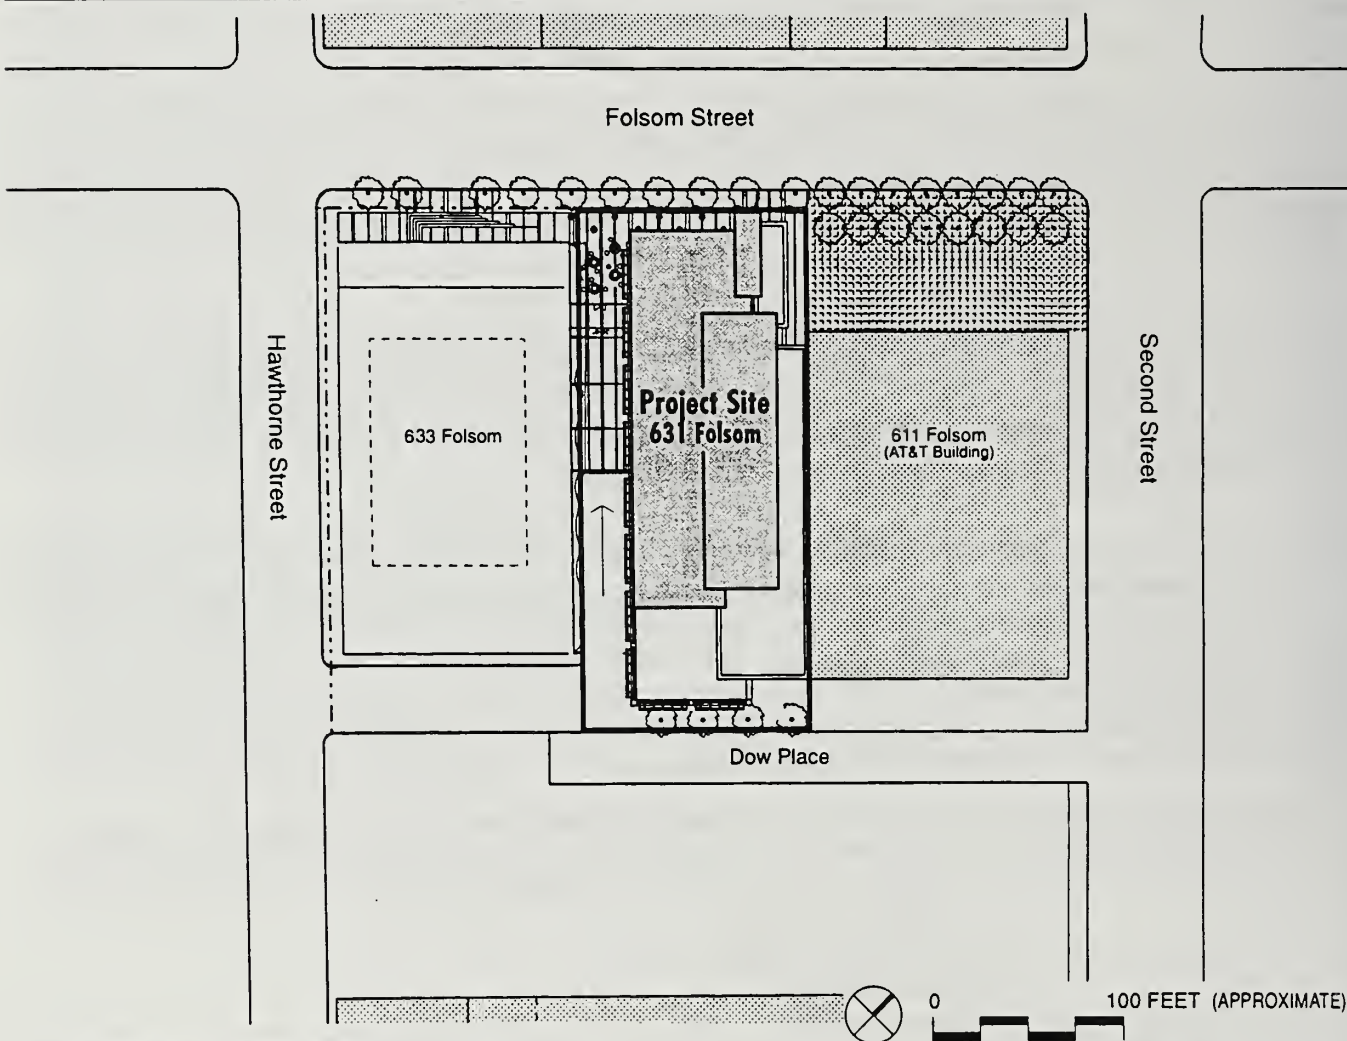 Folsom Street
Hawthorne Street
633 Folsom
Project Site
631 Folsom
611 Folsom
(AT&T Building)
Second Street
Dow Place
0 100 FEET (APPROXIMATE)